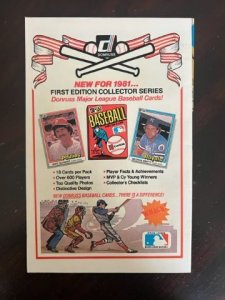 DONRUSS
NEW FOR 1981...
FIRST EDITION COLLECTOR SERIES
Donruss Major League Baseball Cards!
BASEBALL
• 18 Cards per Pack
• Over 600 Players
• Top Quality Photos
• Distinctive Design
• Player Facts & Achievements
• MVP & Cy Young Winners
• Collector's Checklists
NEW DONRUSS BASEBALL CARDS...THERE IS A DIFFERENCE!